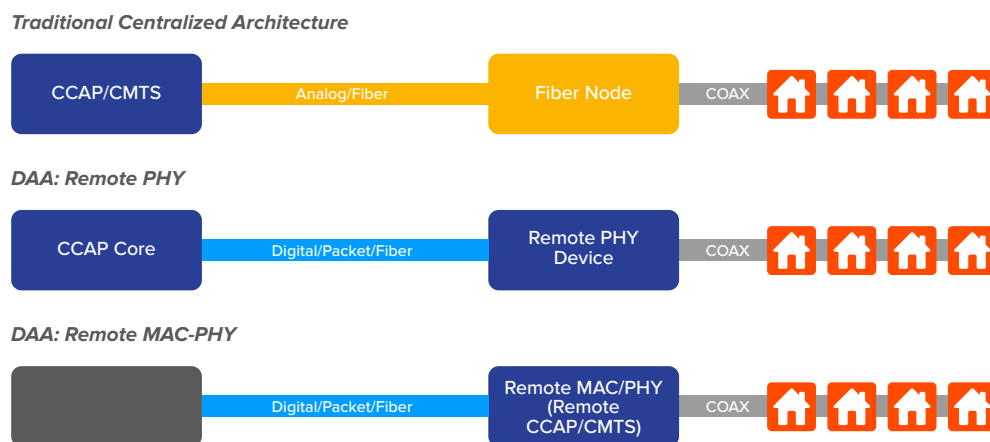 Traditional Centralized Architecture
CCAP/CMTS
Analog/Fiber
Fiber Node
COAX
DAA: Remote PHY
CCAP Core
Digital/Packet/Fiber
Remote PHY
Device
COAX
DAA: Remote MAC-PHY
Digital/Packet/Fiber
Remote MAC/PHY
(Remote
CCAP/CMTS)
COAX